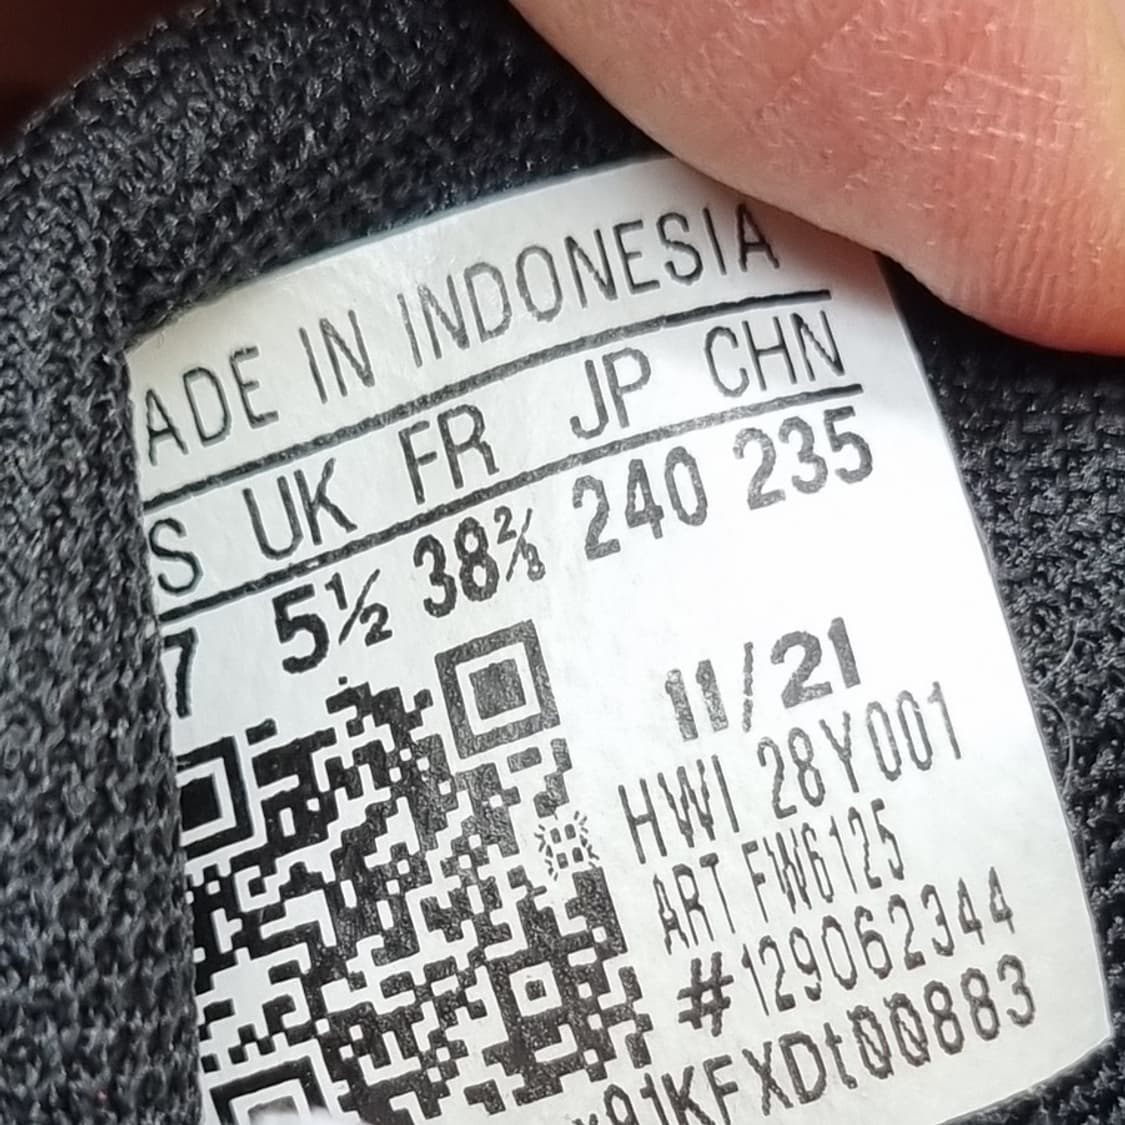 ADE IN INDONESIA
S UK FR JP CHN
7 5½ 38⅔ 240 235
11/21
HWI 28Y001
ART FW6125
#129062344
x91KFXDt00883